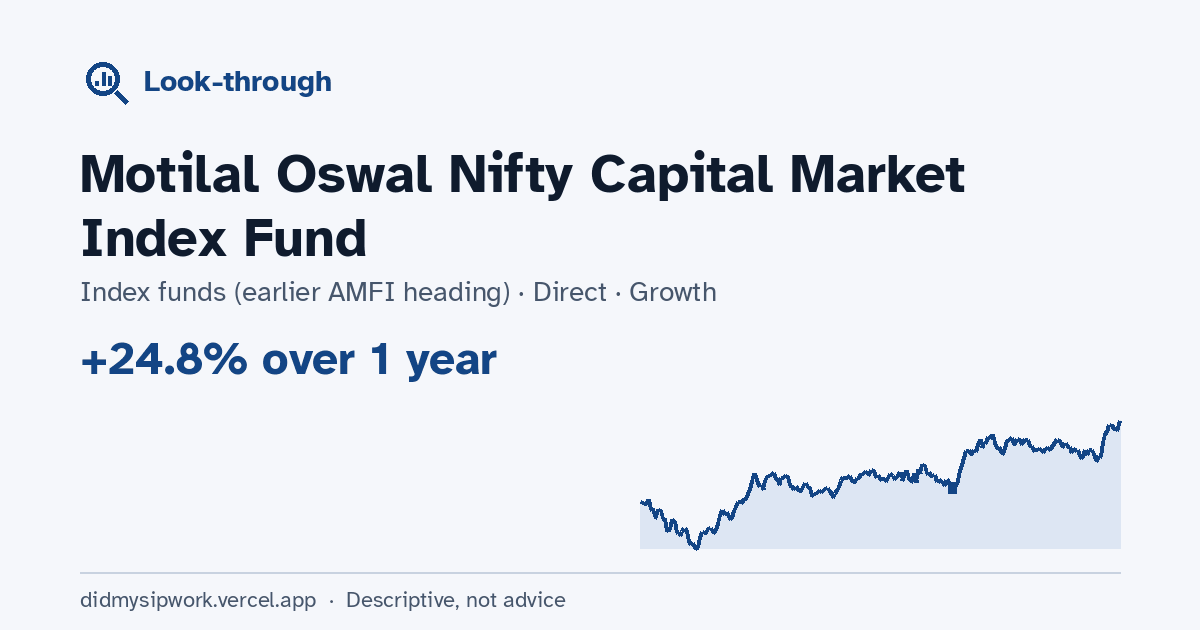 Look-through
Motilal Oswal Nifty Capital Market
Index Fund
Index funds (earlier AMFI heading) · Direct · Growth
+24.8% over 1 year
didmysipwork.vercel.app · Descriptive, not advice